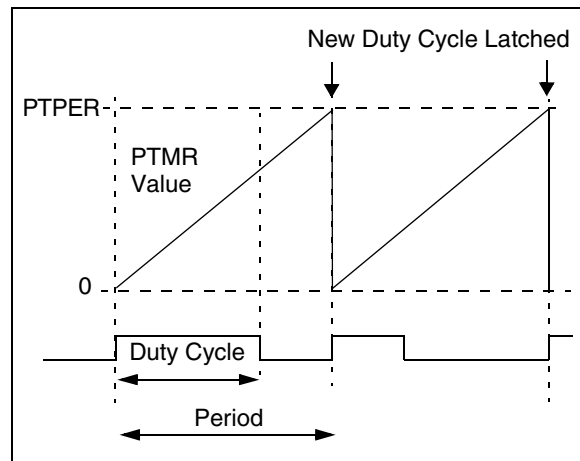 New Duty Cycle Latched
PTPER
PTMR
Value
0
Duty Cycle
Period